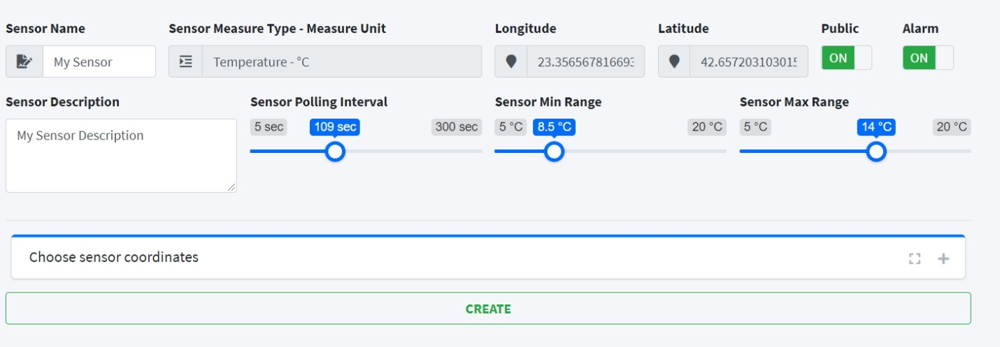 Sensor Name
Sensor Measure Type - Measure Unit
Longitude
Latitude
Public
Alarm
My Sensor
Temperature - °C
23.35656781669
42.65720310301
ON
ON
Sensor Description
Sensor Polling Interval
Sensor Min Range
Sensor Max Range
My Sensor Description
5 sec
109 sec
300 sec
5 °C
8.5 °C
20 °C
5 °C
14 °C
20 °C
Choose sensor coordinates
CREATE